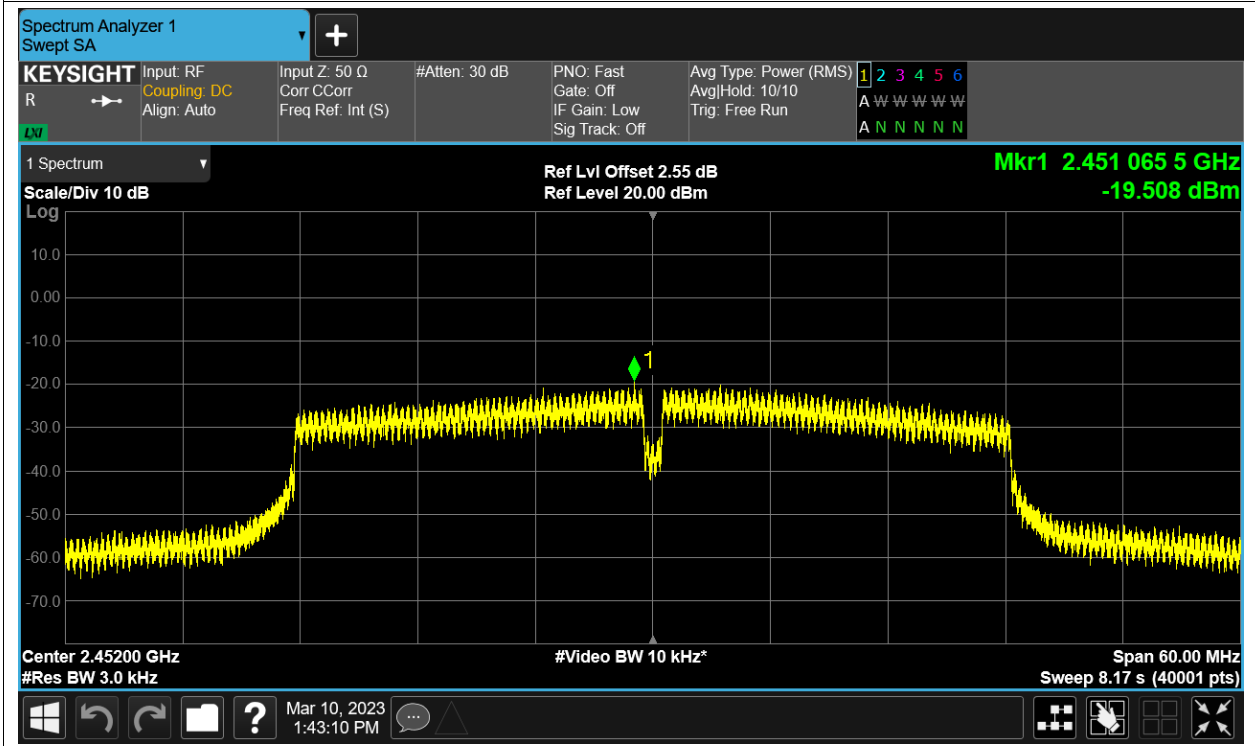 Spectrum Analyzer 1
Swept SA
KEYSIGHT
R
LXI
Input: RF
Coupling: DC
Align: Auto
Input Z: 50 Ω
Corr CCorr
Freq Ref: Int (S)
#Atten: 30 dB
PNO: Fast
Gate: Off
IF Gain: Low
Sig Track: Off
Avg Type: Power (RMS)
Avg|Hold: 10/10
Trig: Free Run
1 2 3 4 5 6
A W W W W W
A N N N N N
1 Spectrum
Scale/Div 10 dB
Log
Ref Lvl Offset 2.55 dB
Ref Level 20.00 dBm
Mkr1 2.451 065 5 GHz
-19.508 dBm
10.0
0.00
-10.0
1
-20.0
-30.0
-40.0
-50.0
-60.0
-70.0
Center 2.45200 GHz
#Res BW 3.0 kHz
#Video BW 10 kHz*
Span 60.00 MHz
Sweep 8.17 s (40001 pts)
?
Mar 10, 2023
1:43:10 PM